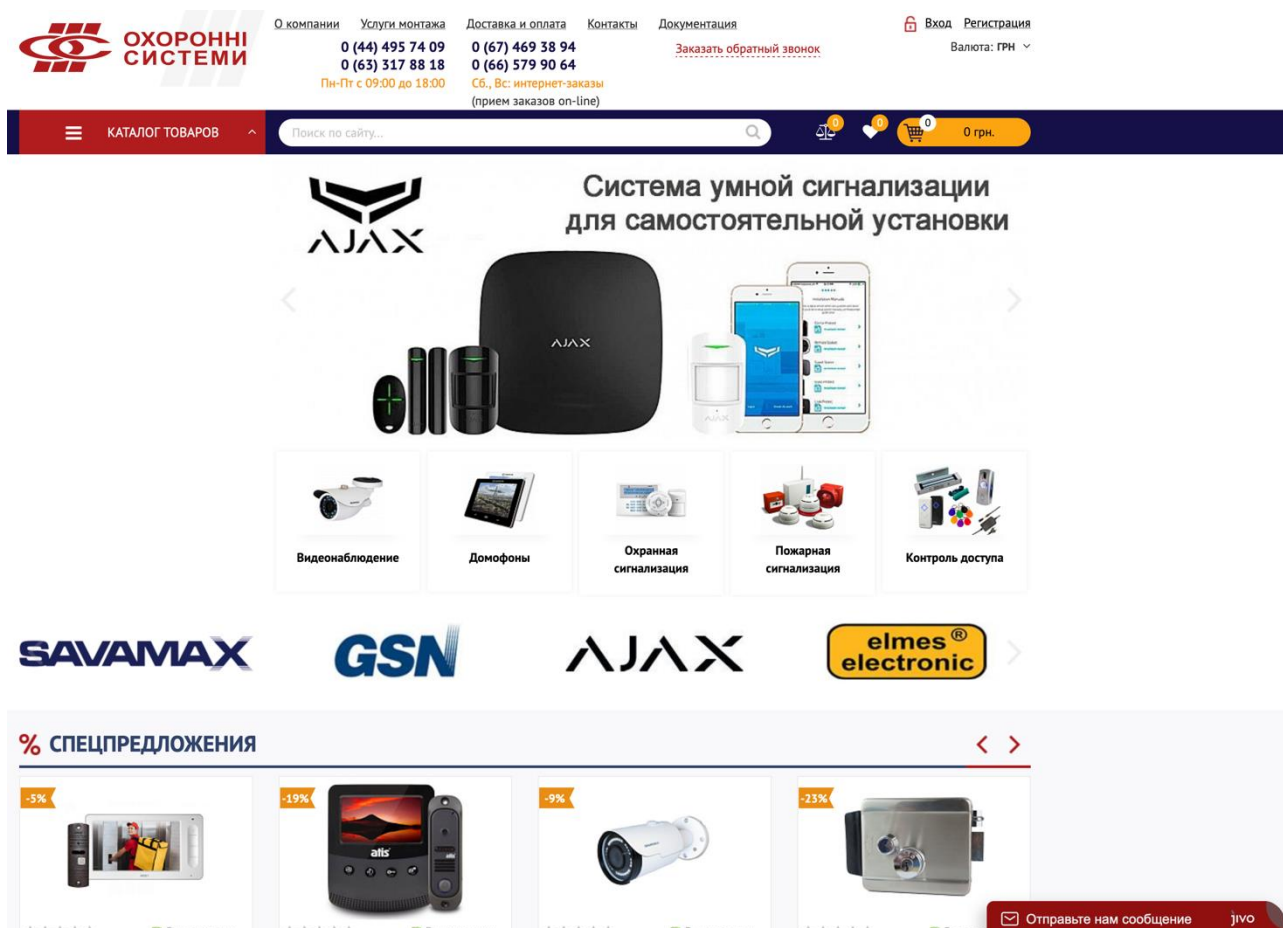 ОХОРОННІ
СИСТЕМИ
О компании Услуги монтажа Доставка и оплата Контакты Документация
0 (44) 495 74 09 0 (67) 469 38 94
0 (63) 317 88 18 0 (66) 579 90 64
Пн-Пт с 09:00 до 18:00 Сб., Вс: интернет-заказы
(прием заказов on-line)
Заказать обратный звонок
Вход Регистрация
Валюта: ГРН
КАТАЛОГ ТОВАРОВ
Поиск по сайту...
0
0
0
0 грн.
AJAX
Система умной сигнализации
для самостоятельной установки
AJAX
AJAX
Видеонаблюдение
Домофоны
Охранная
сигнализация
Пожарная
сигнализация
Контроль доступа
SAVAMAX
GSN
AJAX
elmes ®
electronic
% СПЕЦПРЕДЛОЖЕНИЯ
-5%
-19%
-9%
-23%
atis
Отправьте нам сообщение jivo